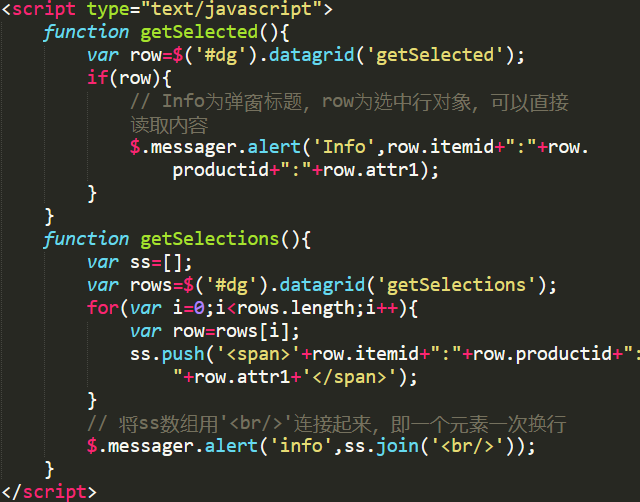 <script type="text/javascript">
    function getSelected(){
        var row=$('#dg').datagrid('getSelected');
        if(row){
            // Info为弹窗标题，row为选中行对象，可以直接
            读取内容
            $.messager.alert('Info',row.itemid+":"+row.
                productid+":"+row.attr1);
        }
    }
    function getSelections(){
        var ss=[];
        var rows=$('#dg').datagrid('getSelections');
        for(var i=0;i<rows.length;i++){
            var row=rows[i];
            ss.push('<span>'+row.itemid+":"+row.productid+":
                "+row.attr1+'</span>');
        }
        // 将ss数组用'<br/>'连接起来，即一个元素一次换行
        $.messager.alert('info',ss.join('<br/>'));
    }
</script>